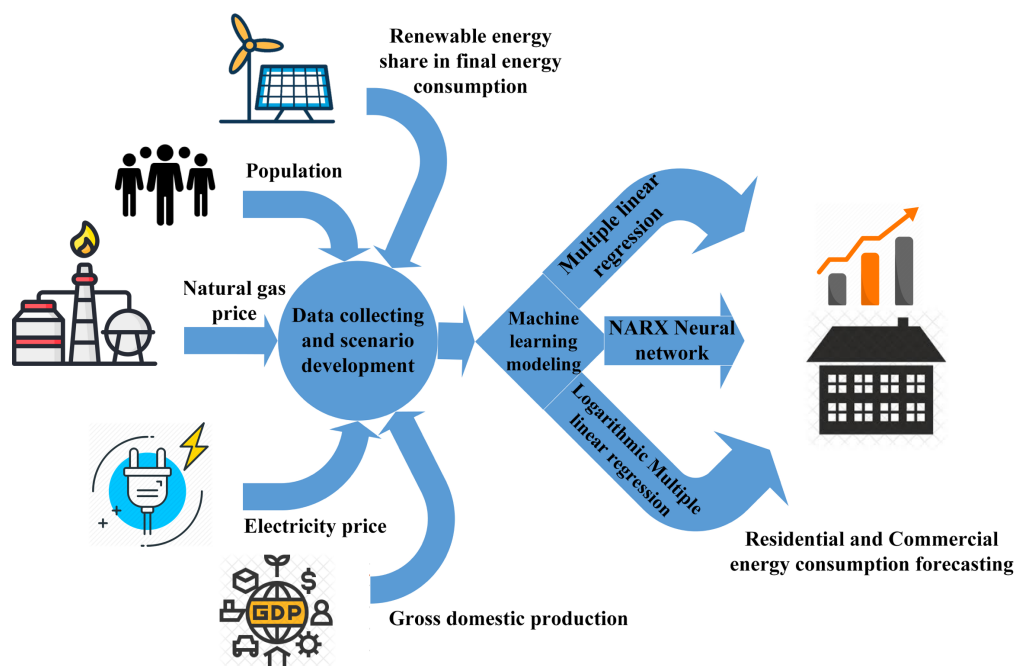 Renewable energy
share in final energy
consumption
Population
Natural gas
price
Data collecting
and scenario
development
Electricity price
GDP
$
Gross domestic production
Machine
learning
modeling
Multiple linear
regression
NARX Neural
network
Logarithmic Multiple
linear regression
Residential and Commercial
energy consumption forecasting